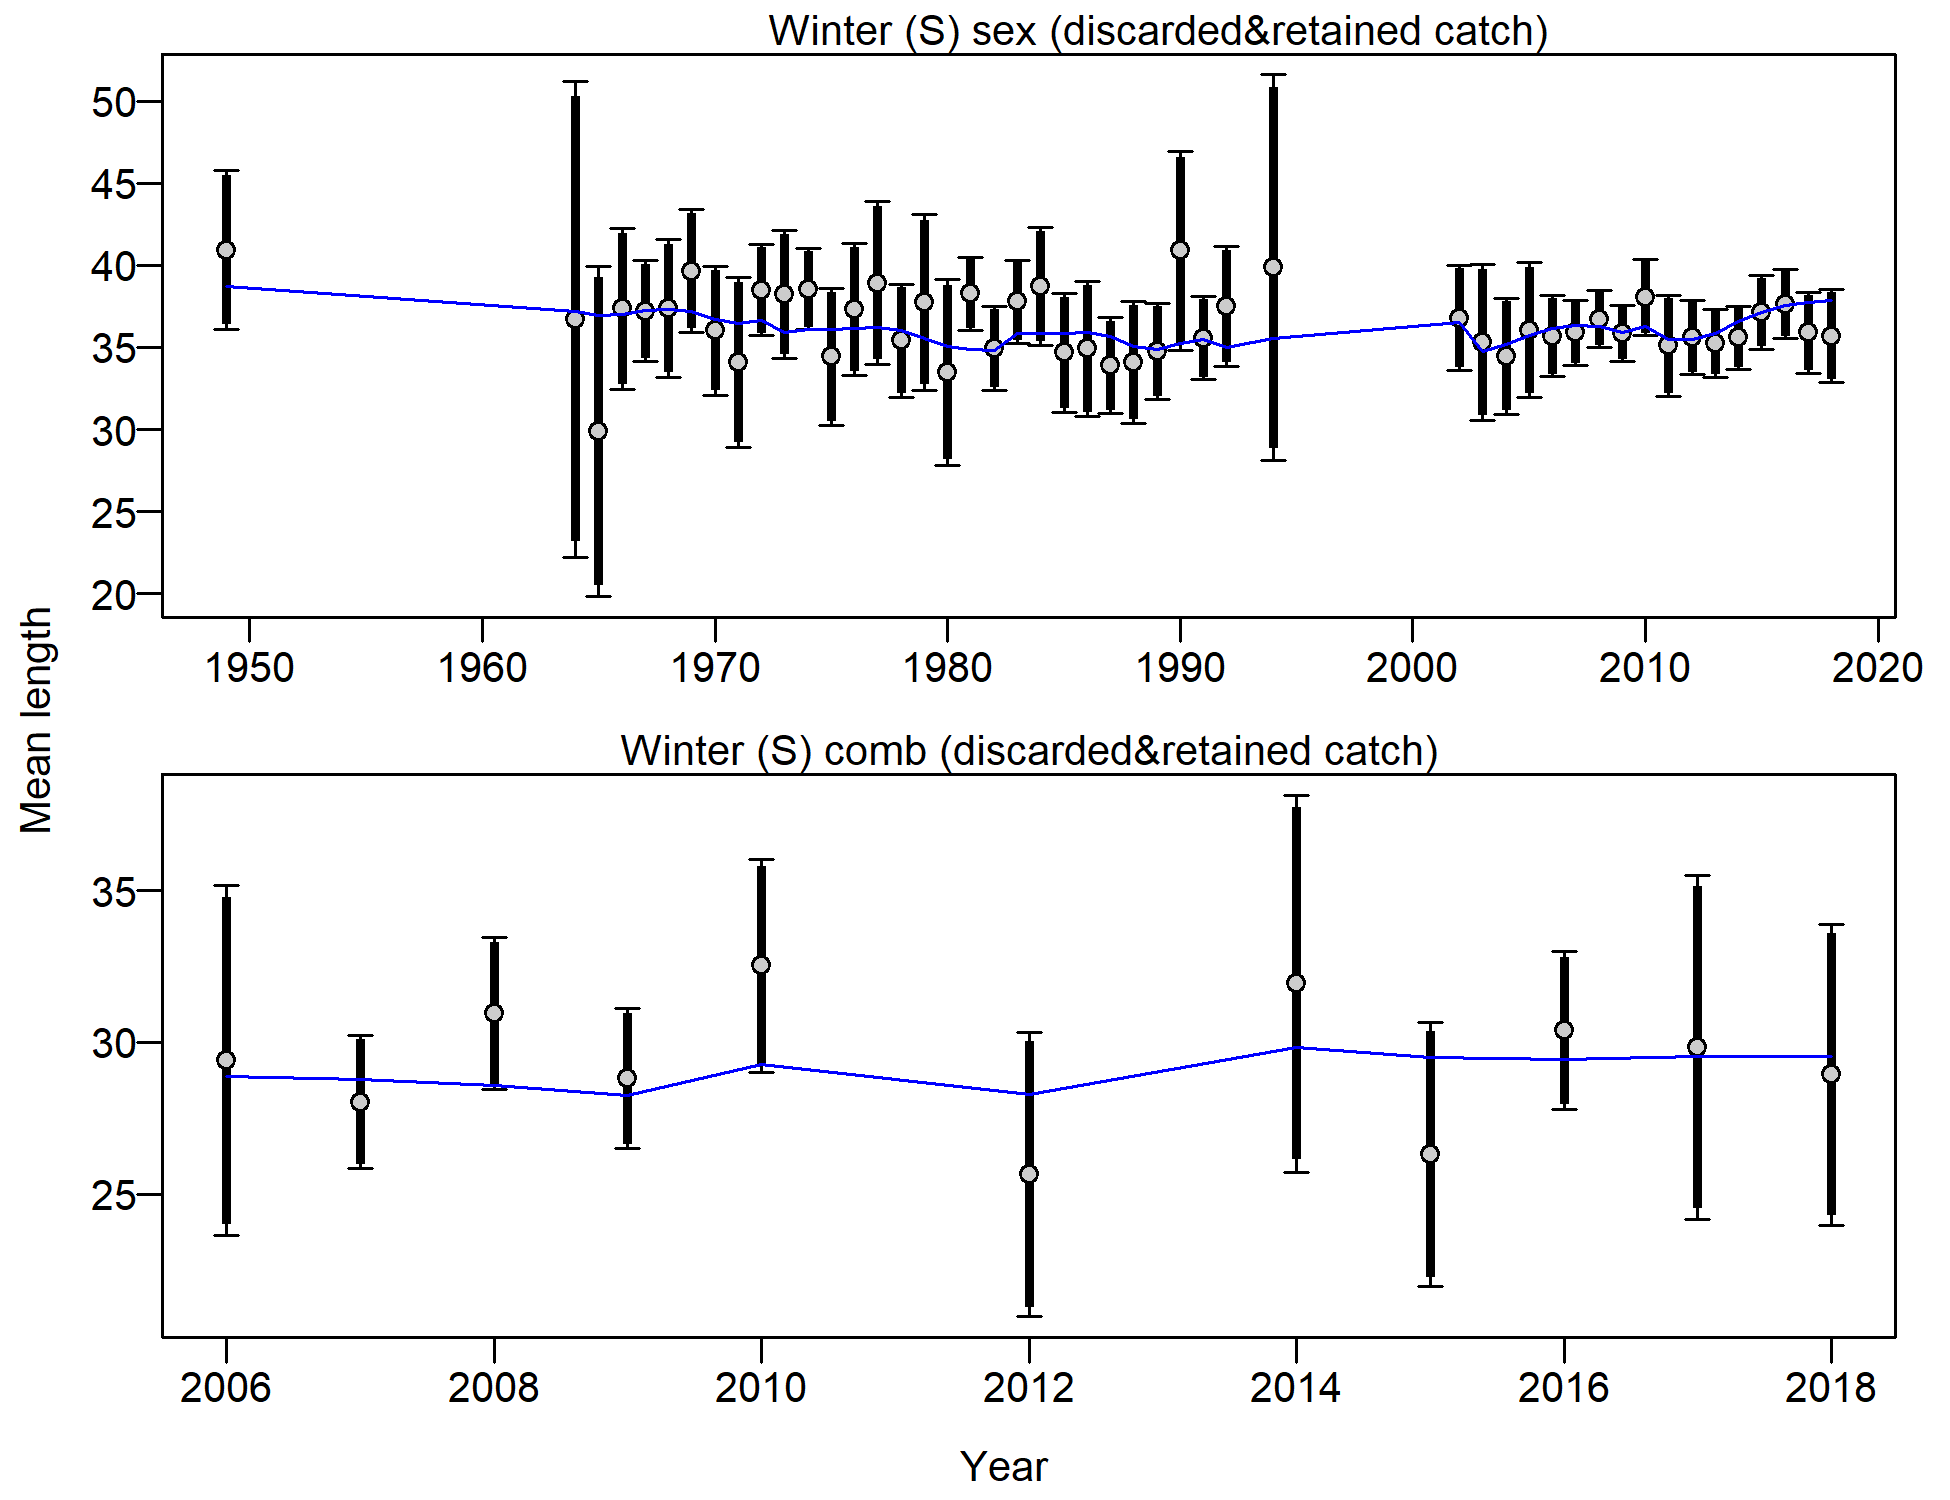 Winter (S) sex (discarded&retained catch)
50
45
40
35
30
25
20
1950 1960 1970 1980 1990 2000 2010 2020
Mean length
Winter (S) comb (discarded&retained catch)
35
30
25
2006 2008 2010 2012 2014 2016 2018
Year